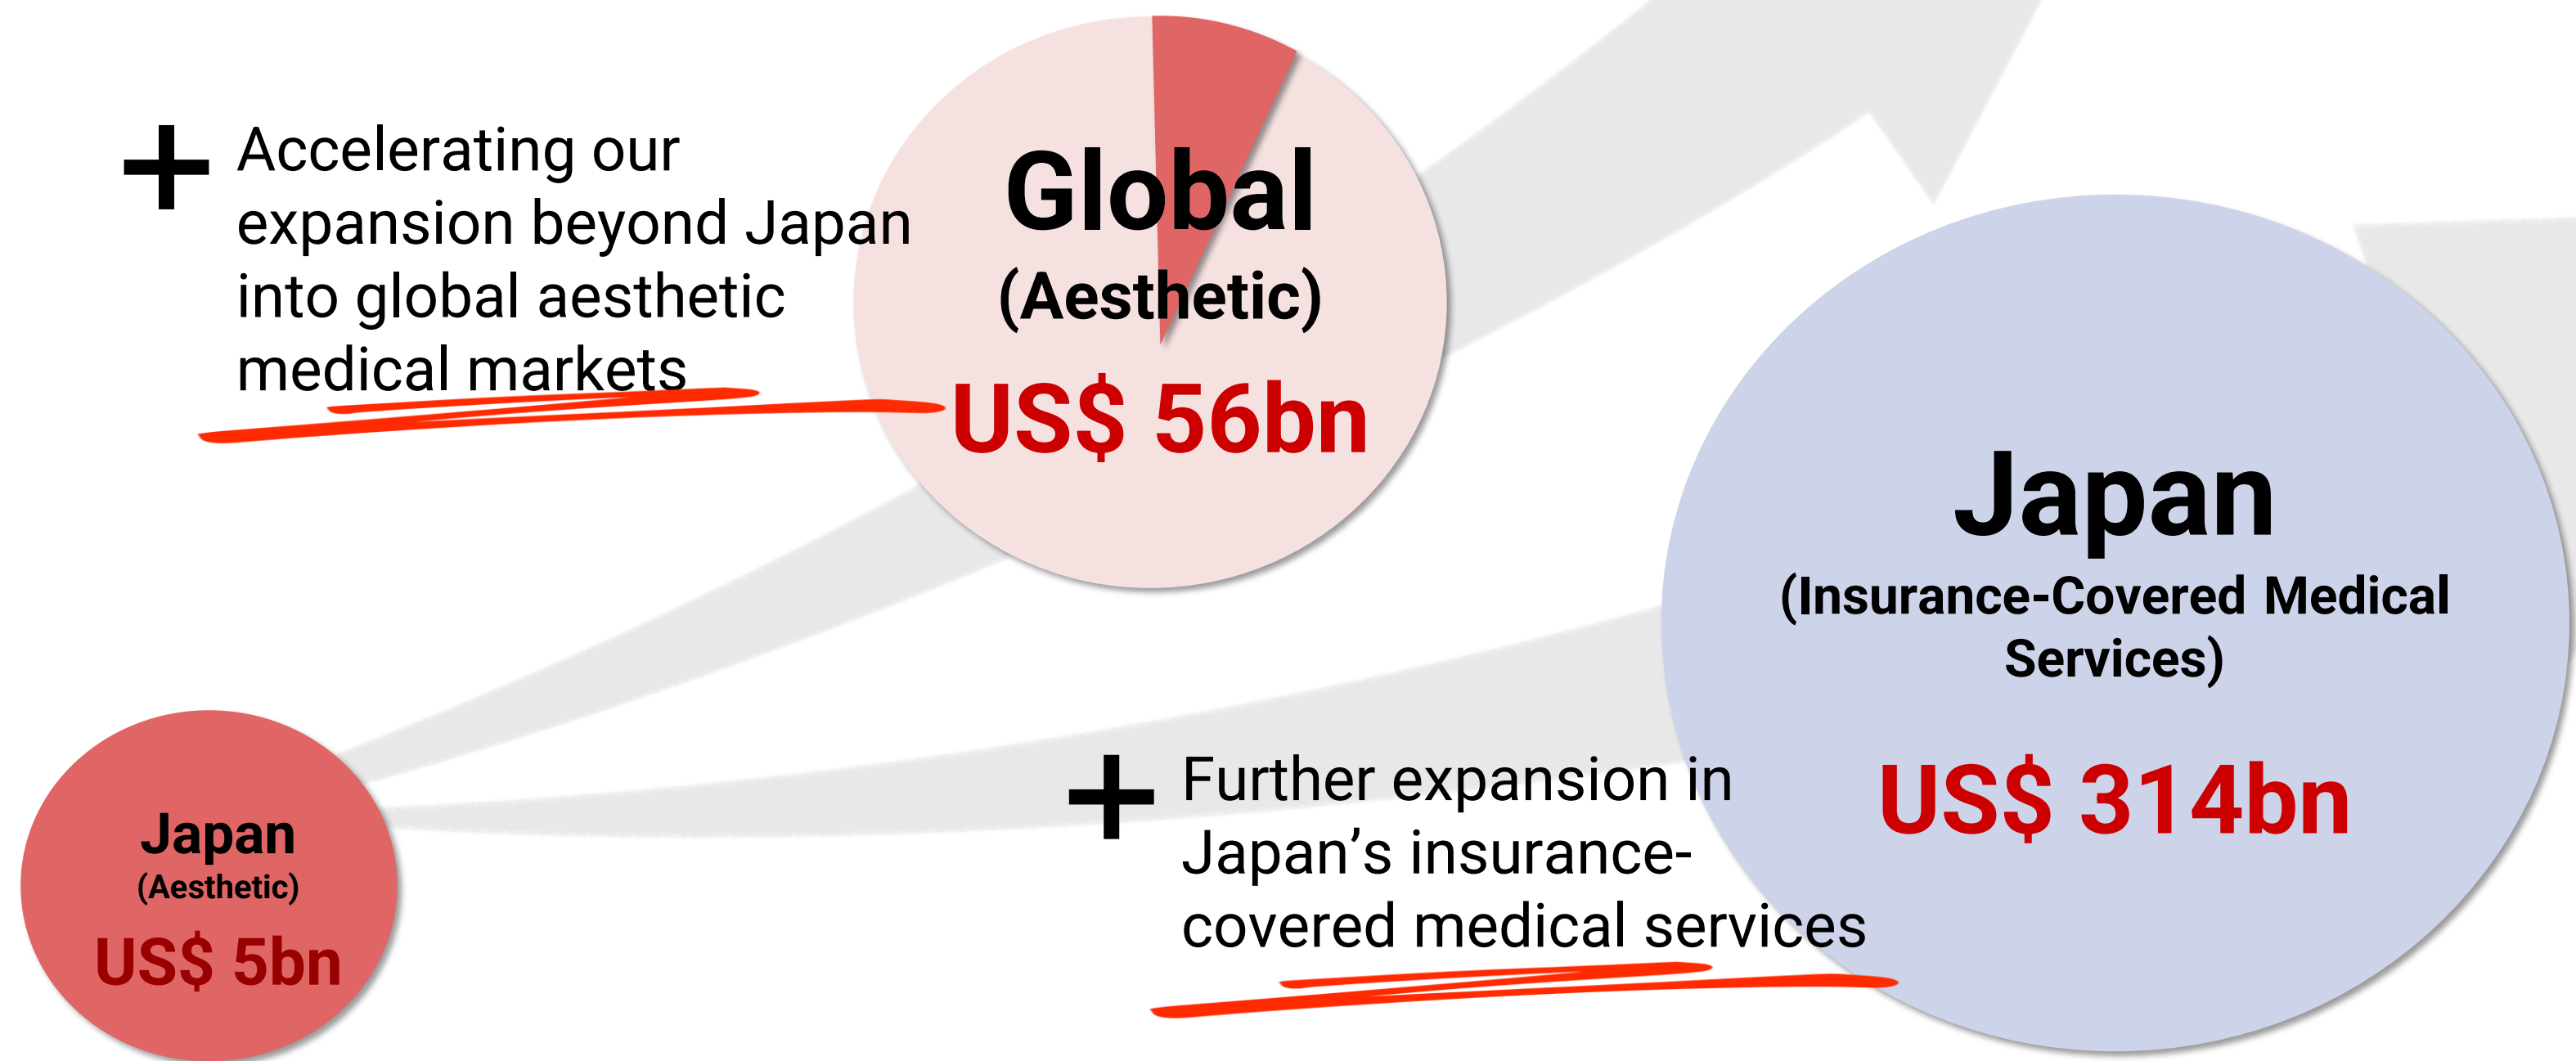 + Accelerating our
expansion beyond Japan
into global aesthetic
medical markets
Global
(Aesthetic)
US$ 56bn
Japan
(Insurance-Covered Medical
Services)
US$ 314bn
+ Further expansion in
Japan’s insurance-
covered medical services
Japan
(Aesthetic)
US$ 5bn